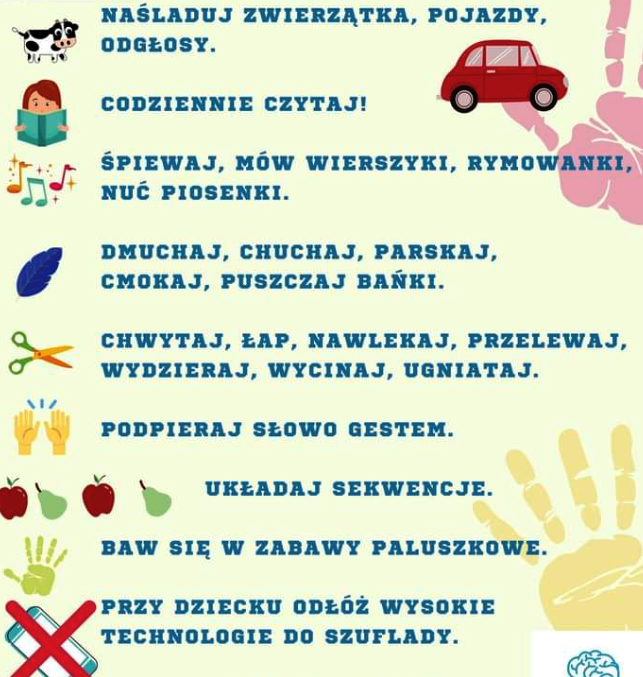 NAŚLADUJ ZWIERZĄTKA, POJAZDY,
ODGŁOSY.
CODZIENNIE CZYTAJ!
ŚPIEWAJ, MÓW WIERSZYKI, RYMOWANKI,
NUĆ PIOSENKI.
DMUCHAJ, CHUCHAJ, PARSKAJ,
CMOKAJ, PUSZCZAJ BAŃKI.
CHWYTAJ, ŁAP, NAWLEKAJ, PRZELEWAJ,
WYDZIERAJ, WYCINAJ, UGNIATAJ.
PODPIERAJ SŁOWO GESTEM.
UKŁADAJ SEKWENCJE.
BAW SIĘ W ZABAWY PALUSZKOWE.
PRZY DZIECKU ODŁÓŻ WYSOKIE
TECHNOLOGIE DO SZUFLADY.